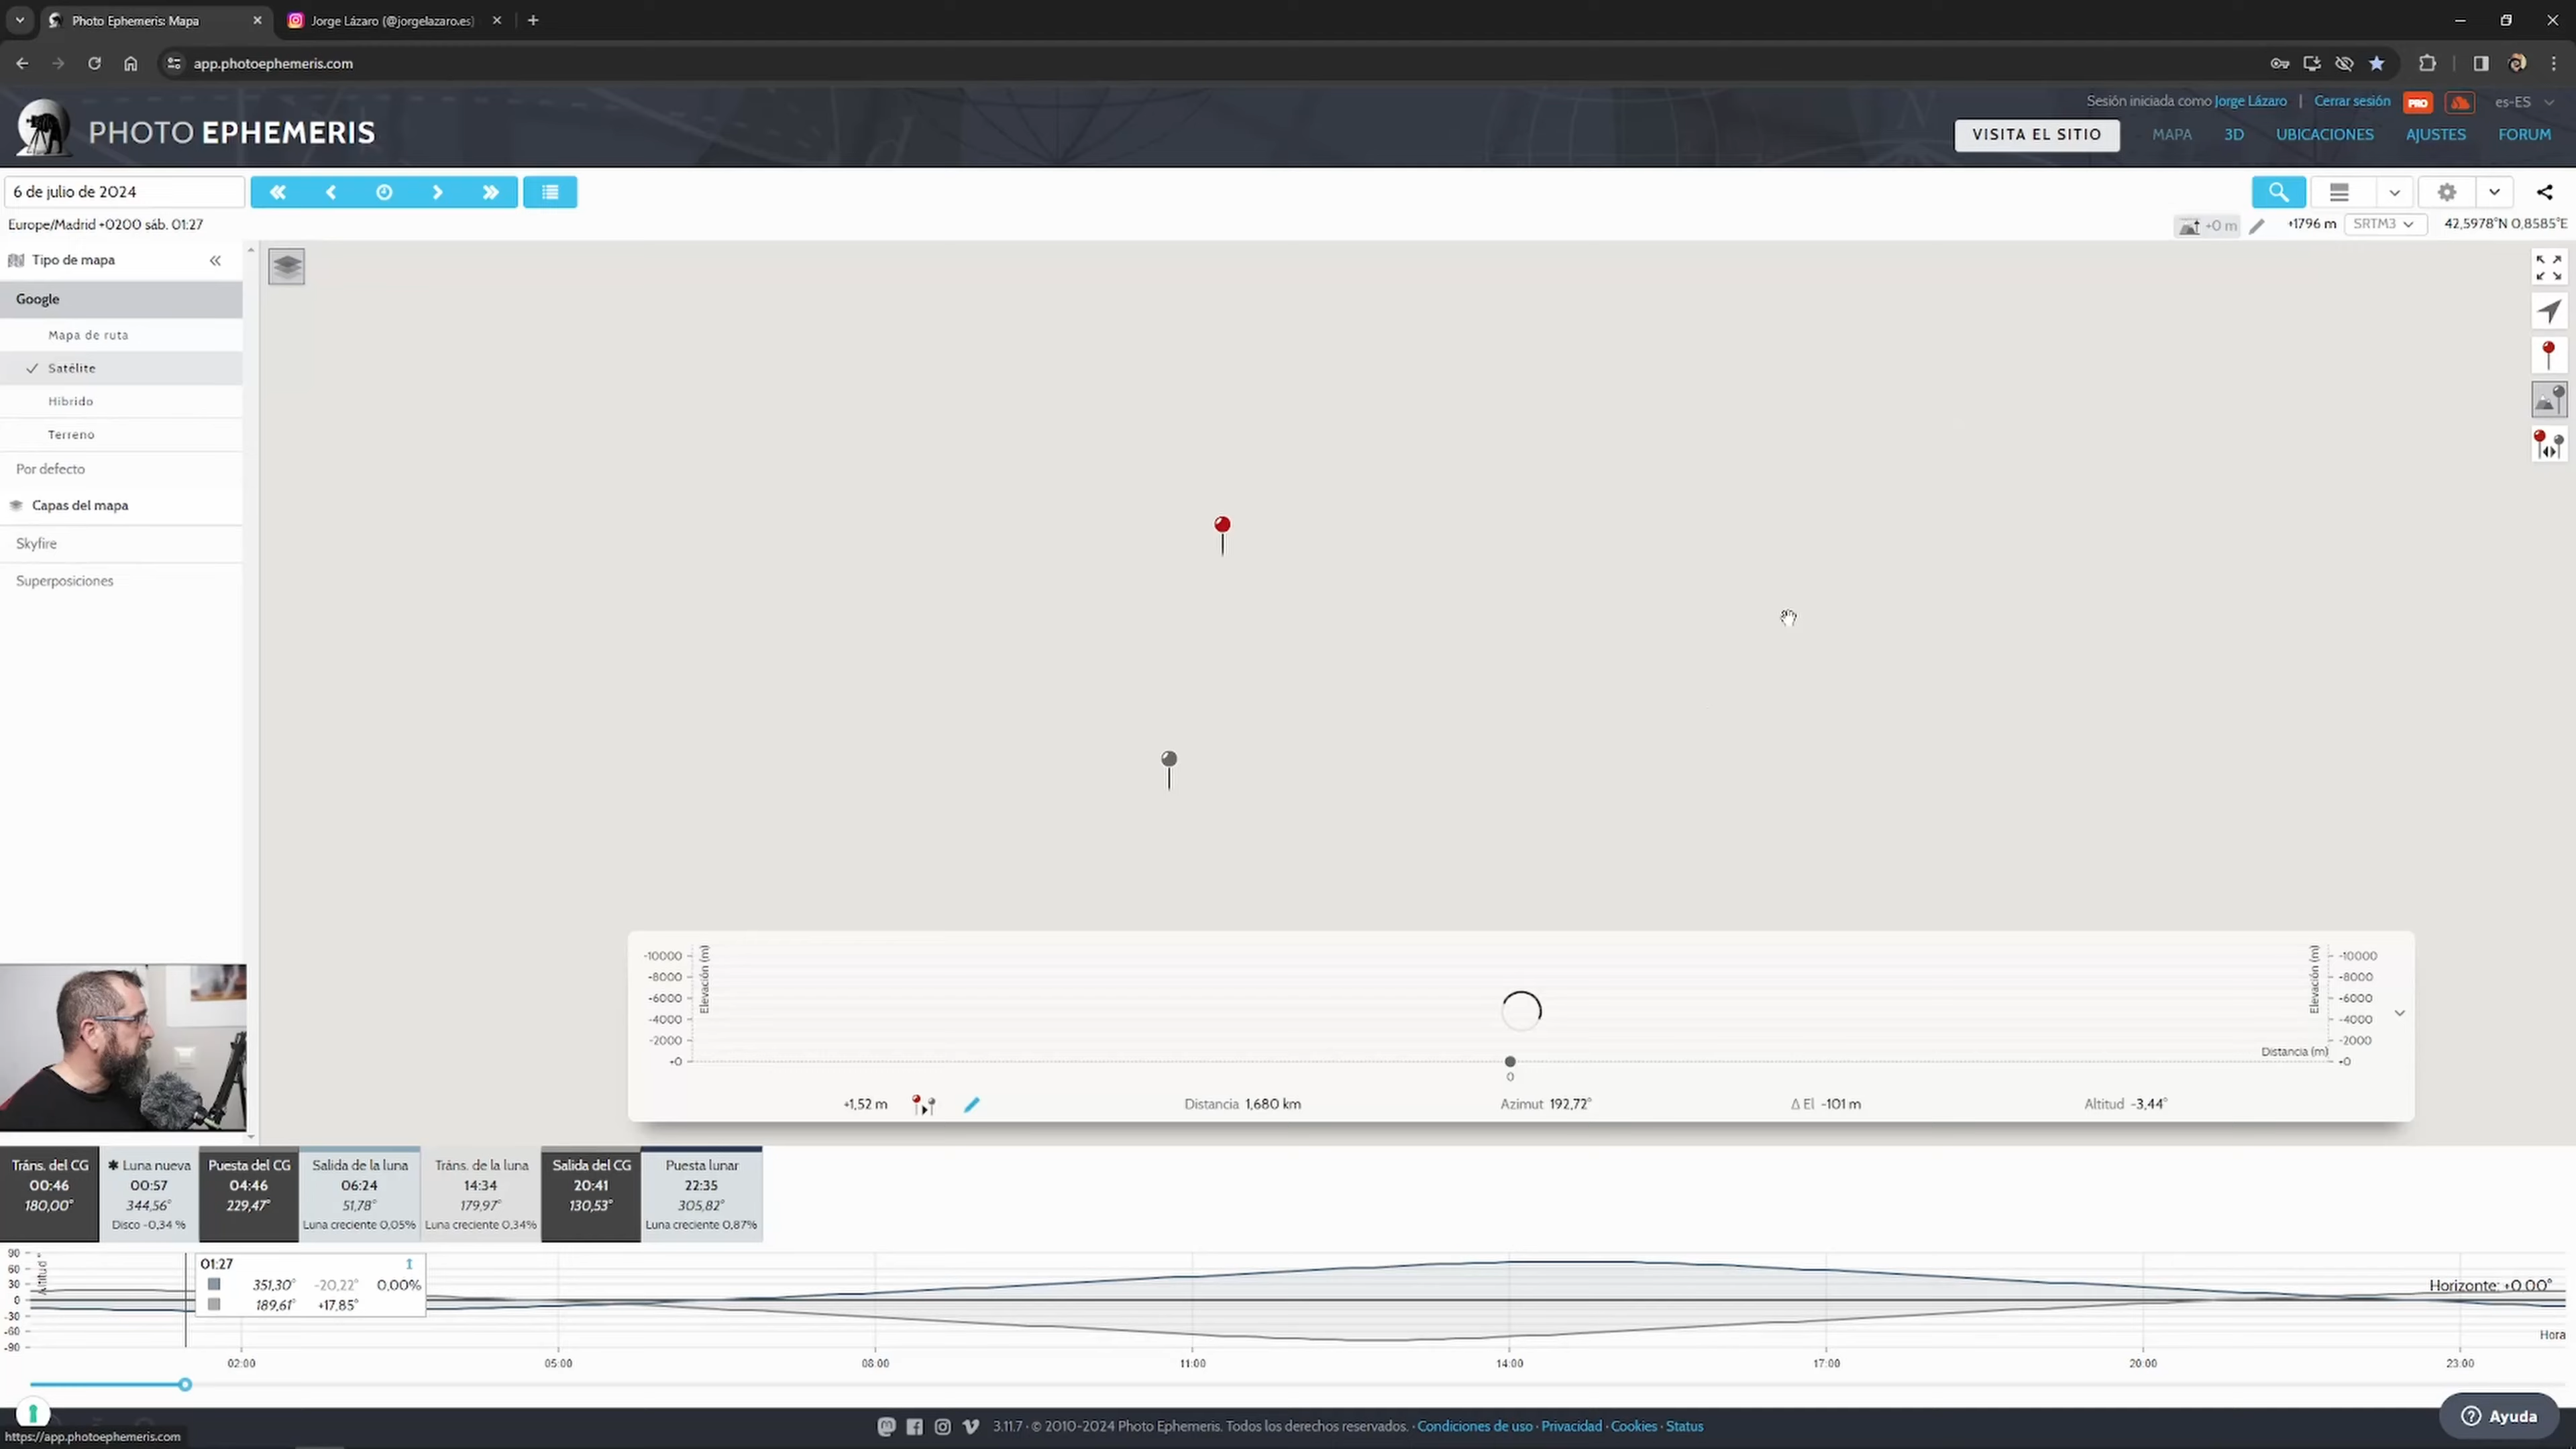 Photo Ephemeris: Mapa
Jorge Lázaro (@jorgelazaro.es)
app.photoephemeris.com
PHOTO EPHEMERIS
Sesión iniciada como Jorge Lázaro | Cerrar sesión PRO es-ES
VISITA EL SITIO MAPA 3D UBICACIONES AJUSTES FORUM
6 de julio de 2024
Europe/Madrid +0200 sáb. 01:27
+0 m +1796 m SRTM3 42,5978°N 0,8585°E
Tipo de mapa
Google
Mapa de ruta
Satélite
Híbrido
Terreno
Por defecto
Capas del mapa
Skyfire
Superposiciones
-10000
-8000
-6000
-4000
-2000
+0
Elevación (m)
0
Elevación (m)
-10000
-8000
-6000
-4000
-2000
+0
Distancia (m)
+1,52 m Distancia 1,680 km Azimut 192,72° Δ El -101 m Altitud -3,44°
Tráns. del CG
00:46
180,00°
Luna nueva
00:57
344,56°
Disco -0,34 %
Puesta del CG
04:46
229,47°
Salida de la luna
06:24
51,78°
Luna creciente 0,05%
Tráns. de la luna
14:34
179,97°
Luna creciente 0,34%
Salida del CG
20:41
130,53°
Puesta lunar
22:35
305,82°
Luna creciente 0,87%
90
60
30
0
-30
-60
-90
Altitud °
01:27
351,30° -20,22° 0,00%
189,61° +17,85°
Horizonte: +0.00°
Hora
02:00 05:00 08:00 11:00 14:00 17:00 20:00 23:00
3.11.7 · © 2010-2024 Photo Ephemeris. Todos los derechos reservados. · Condiciones de uso · Privacidad · Cookies · Status
Ayuda
https://app.photoephemeris.com